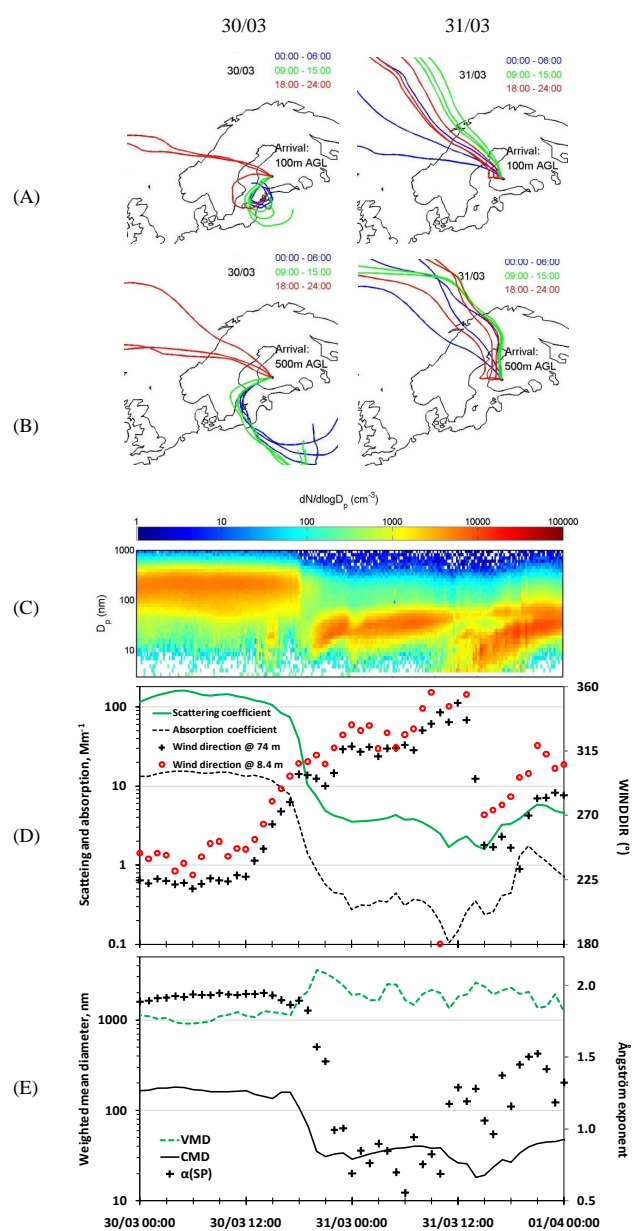 30/03 31/03
(A)
30/03
00:00 - 06:00
09:00 - 15:00
18:00 - 24:00
Arrival:
100m AGL
31/03
00:00 - 06:00
09:00 - 15:00
18:00 - 24:00
Arrival:
100m AGL
(B)
30/03
00:00 - 06:00
09:00 - 15:00
18:00 - 24:00
Arrival:
500m AGL
31/03
00:00 - 06:00
09:00 - 15:00
18:00 - 24:00
Arrival:
500m AGL
dN/dlogDp (cm-3)
1 10 100 1000 10000 100000
(C)
Dp (nm)
1000
100
10
(D)
Scatteing and absorption, Mm-1
100
10
1
0.1
Scattering coefficient
Absorption coefficient
Wind direction @ 74 m
Wind direction @ 8.4 m
360
315
270
225
180
WIND DIR (°)
(E)
Weighted mean diameter, nm
1000
100
10
VMD
CMD
α(SP)
2.0
1.5
1.0
0.5
Ångström exponent
30/03 00:00 30/03 12:00 31/03 00:00 31/03 12:00 01/04 00:00